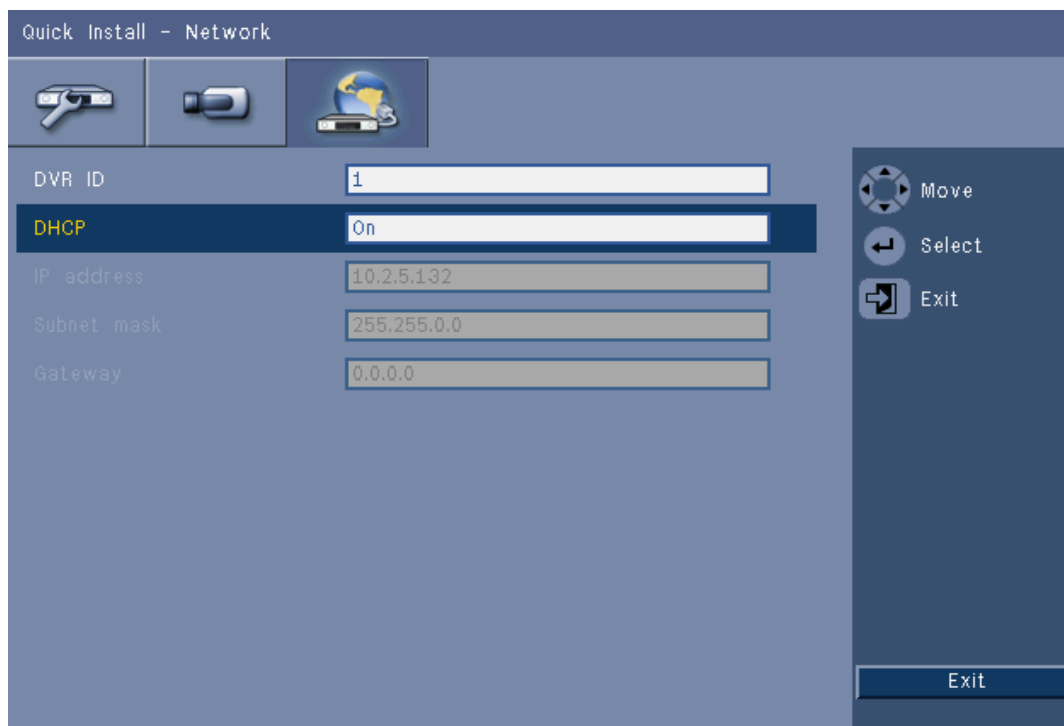 Quick Install - Network
DVR ID
1
DHCP
On
IP address
10.2.5.132
Subnet mask
255.255.0.0
Gateway
0.0.0.0
Move
Select
Exit
Exit